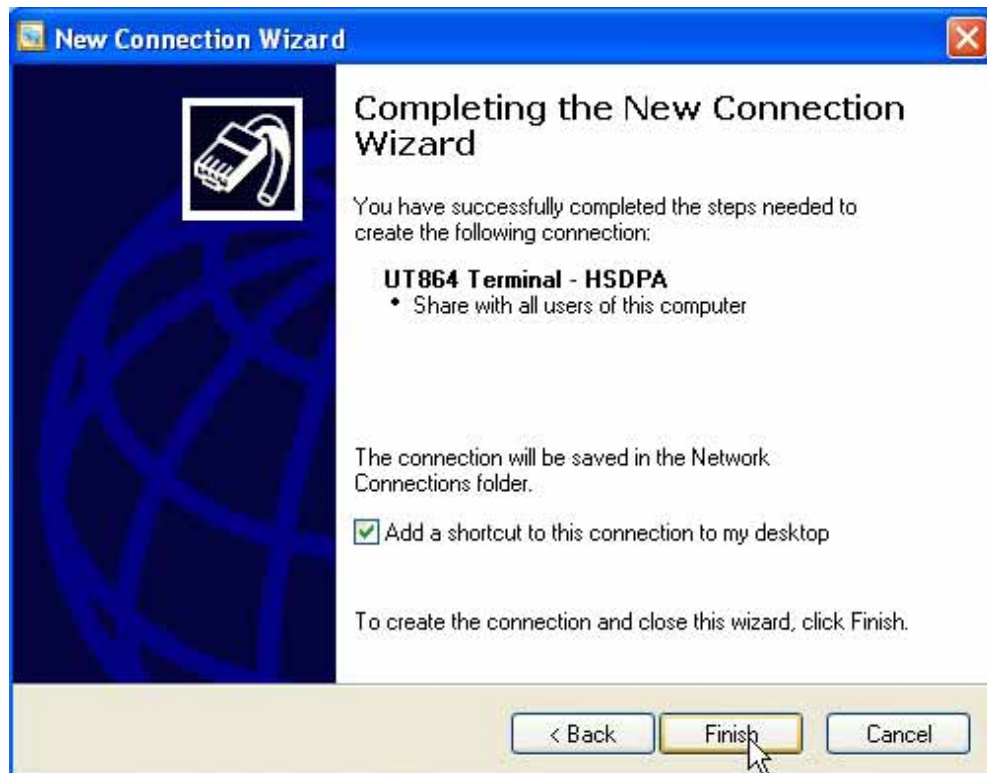 New Connection Wizard
Completing the New Connection
Wizard
You have successfully completed the steps needed to
create the following connection:
UT864 Terminal - HSDPA
• Share with all users of this computer
The connection will be saved in the Network
Connections folder.
Add a shortcut to this connection to my desktop
To create the connection and close this wizard, click Finish.
< Back Finish Cancel